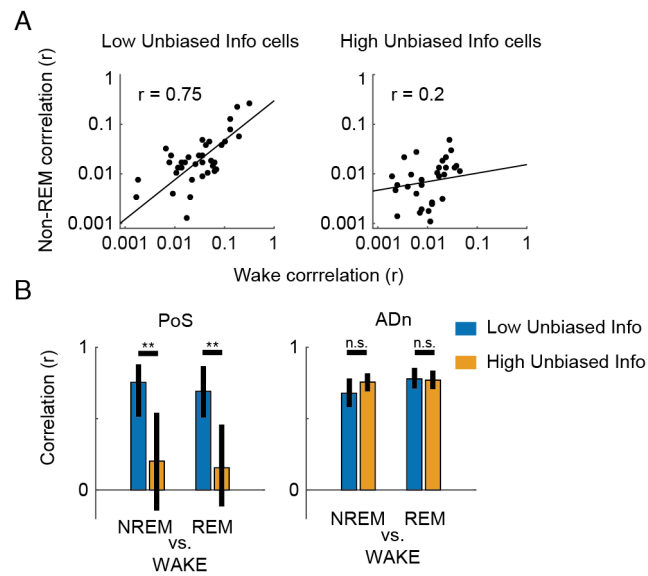 A
Low Unbiased Info cells
High Unbiased Info cells
Non-REM corrrelation (r)
1
0.1
0.01
0.001
r = 0.75
0.001
0.01
0.1
1
1
0.1
0.01
0.001
r = 0.2
0.001
0.01
0.1
1
Wake corrrelation (r)
B
PoS
ADn
Low Unbiased Info
High Unbiased Info
Correlation (r)
1
0
**
**
NREM
REM
vs.
WAKE
1
0
n.s.
n.s.
NREM
REM
vs.
WAKE